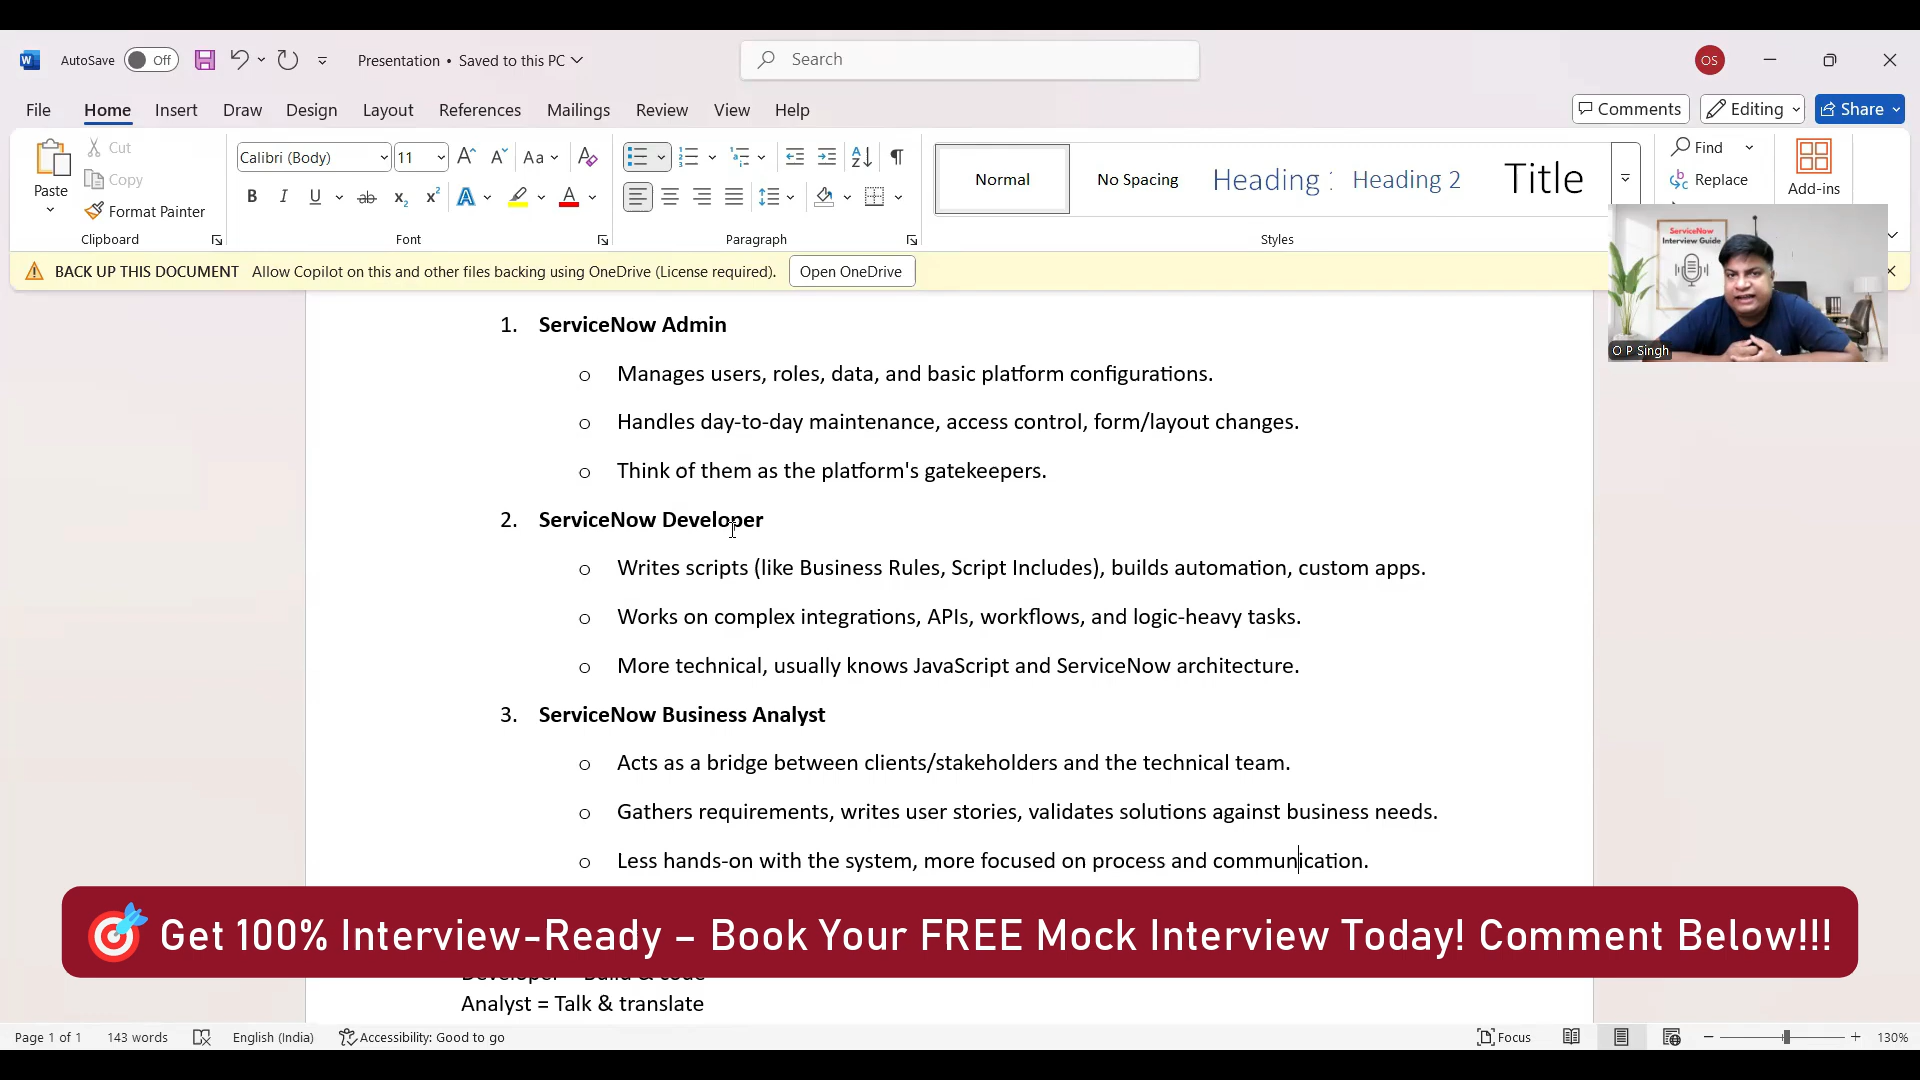 AutoSave Off Presentation • Saved to this PC Search OS
File Home Insert Draw Design Layout References Mailings Review View Help Comments Editing Share
Paste Cut Copy Format Painter Calibri (Body) 11 Aa Normal No Spacing Heading Heading 2 Title Find Replace Add-ins
Clipboard Font Paragraph Styles
BACK UP THIS DOCUMENT Allow Copilot on this and other files backing using OneDrive (License required). Open OneDrive
ServiceNow
Interview Guide
O P Singh
1. ServiceNow Admin
o Manages users, roles, data, and basic platform configurations.
o Handles day-to-day maintenance, access control, form/layout changes.
o Think of them as the platform's gatekeepers.
2. ServiceNow Developer
o Writes scripts (like Business Rules, Script Includes), builds automation, custom apps.
o Works on complex integrations, APIs, workflows, and logic-heavy tasks.
o More technical, usually knows JavaScript and ServiceNow architecture.
3. ServiceNow Business Analyst
o Acts as a bridge between clients/stakeholders and the technical team.
o Gathers requirements, writes user stories, validates solutions against business needs.
o Less hands-on with the system, more focused on process and communication.
Get 100% Interview-Ready – Book Your FREE Mock Interview Today! Comment Below!!!
Developer = Build & code
Analyst = Talk & translate
Page 1 of 1 143 words English (India) Accessibility: Good to go Focus 130%